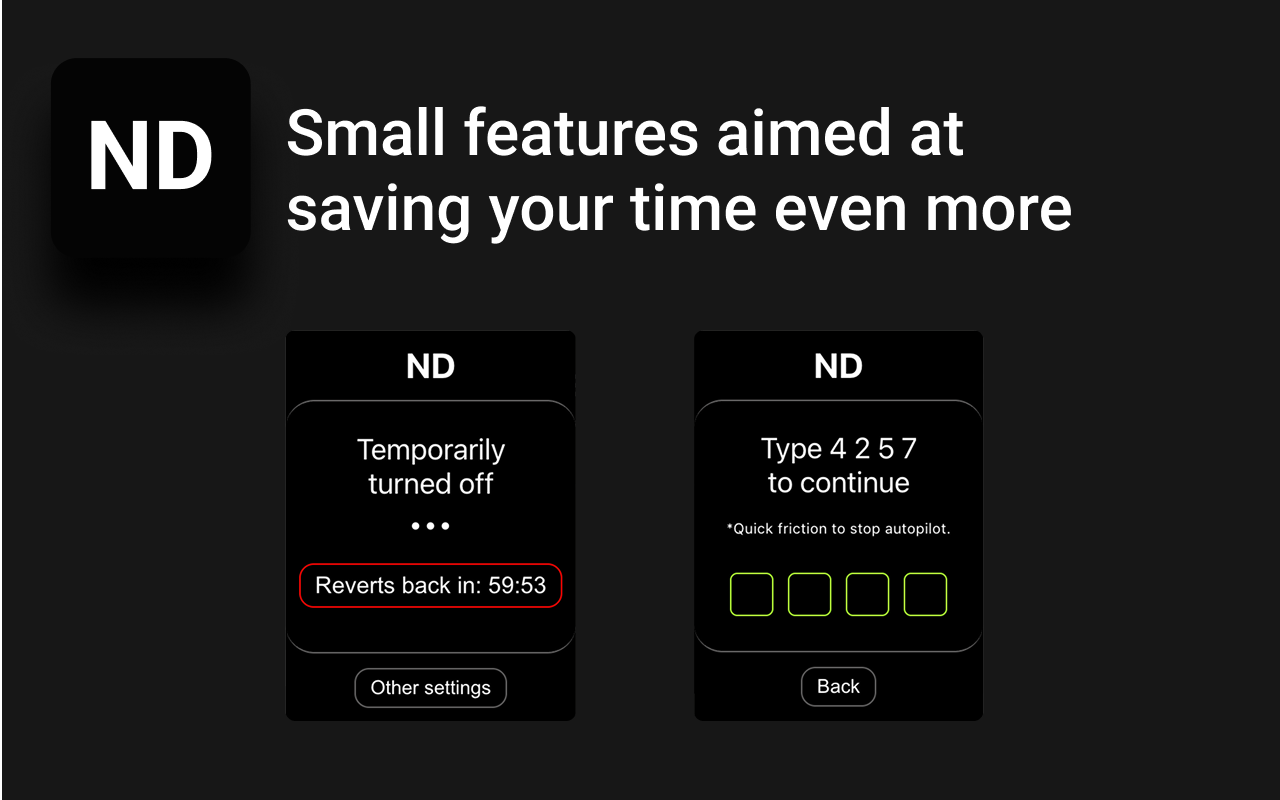 ND
Small features aimed at
saving your time even more
ND
Temporarily
turned off
•••
Reverts back in: 59:53
Other settings
ND
Type 4 2 5 7
to continue
*Quick friction to stop autopilot.
Back